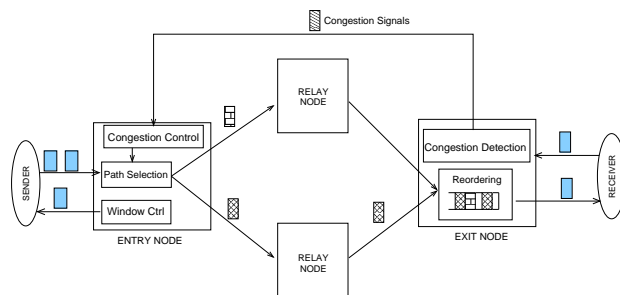 Congestion Signals
RELAY
NODE
Congestion Control
Path Selection
Window Ctrl
ENTRY NODE
SENDER
Congestion Detection
Reordering
EXIT NODE
RECEIVER
RELAY
NODE